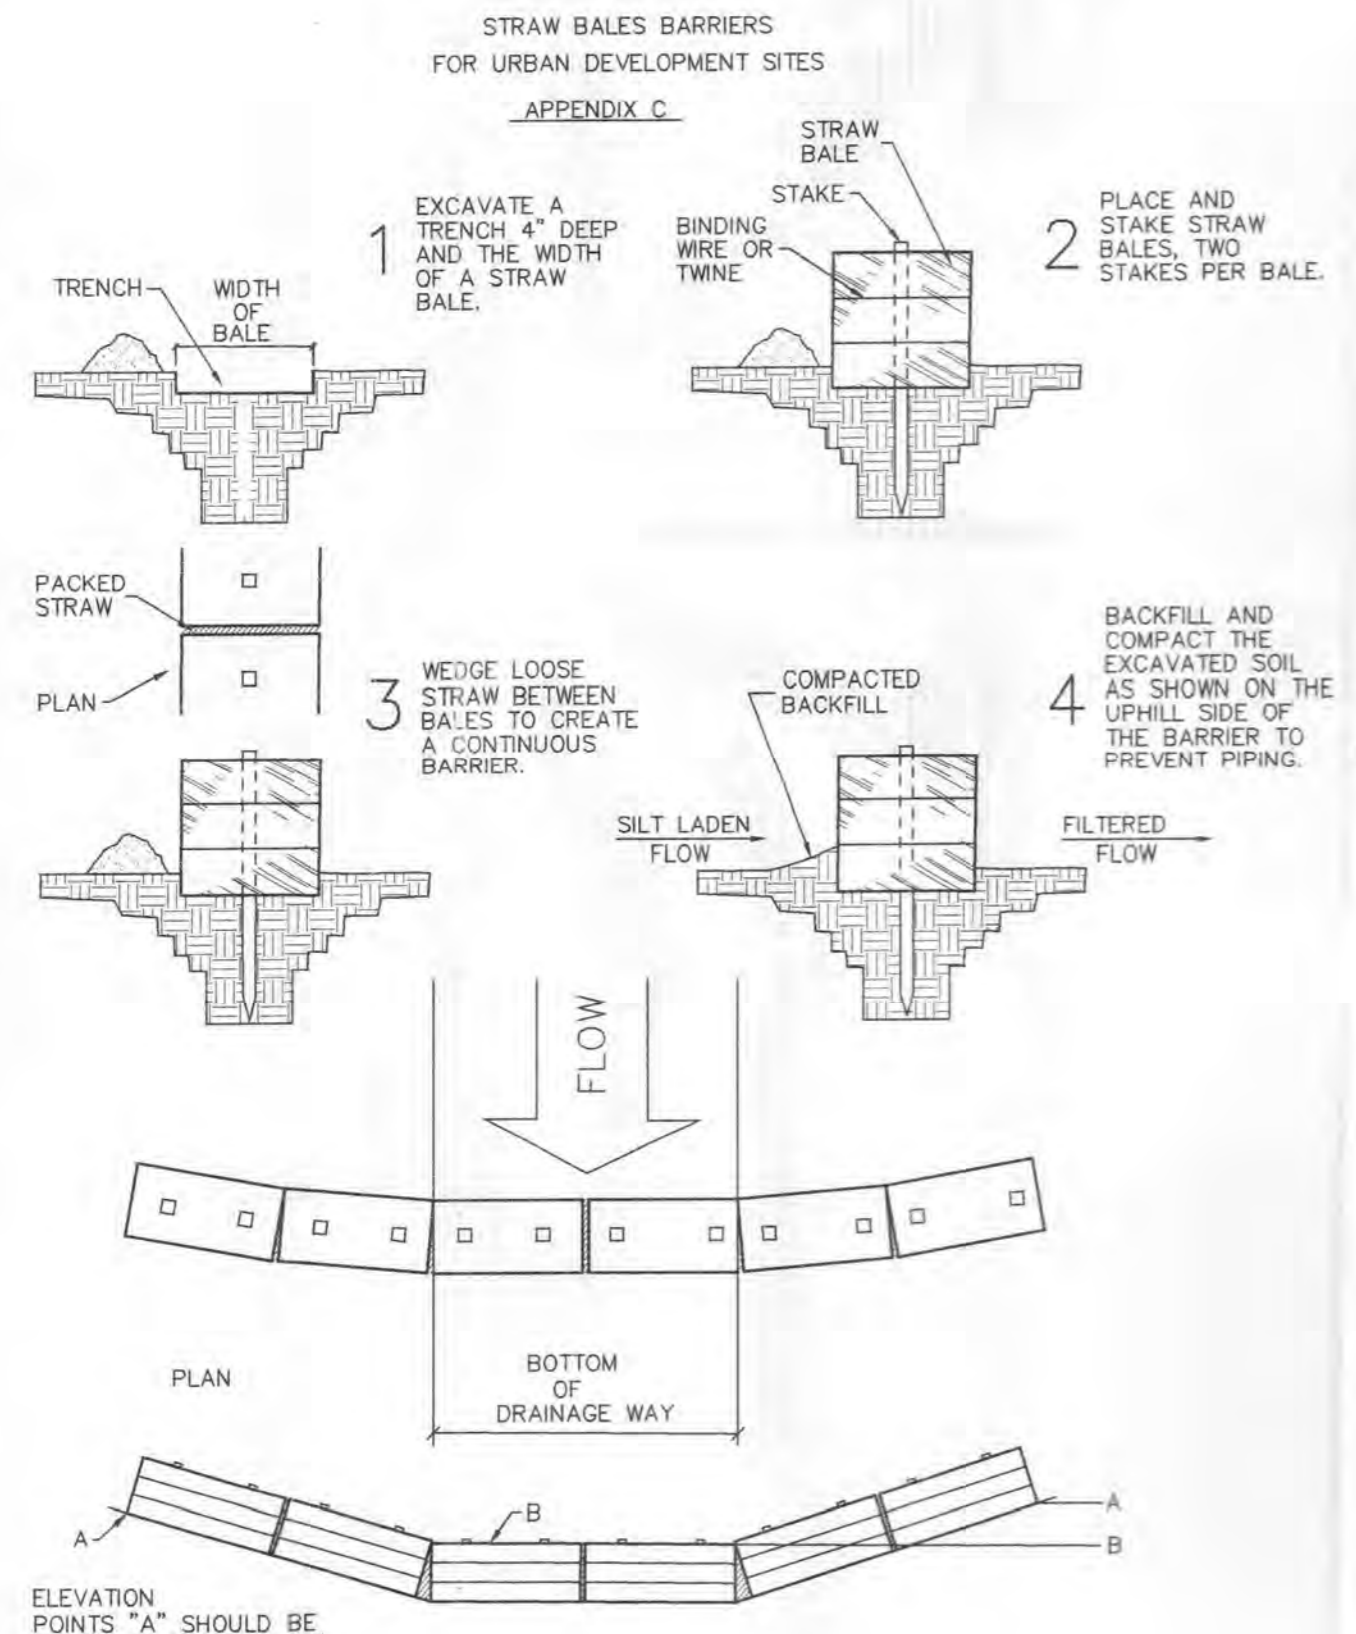 STRAW BALES BARRIERS
FOR URBAN DEVELOPMENT SITES
APPENDIX C
1
EXCAVATE A
TRENCH 4" DEEP
AND THE WIDTH
OF A STRAW
BALE.
TRENCH
WIDTH
OF
BALE
STRAW
BALE
STAKE
BINDING
WIRE OR
TWINE
2
PLACE AND
STAKE STRAW
BALES, TWO
STAKES PER BALE.
PACKED
STRAW
PLAN
3
WEDGE LOOSE
STRAW BETWEEN
BALES TO CREATE
A CONTINUOUS
BARRIER.
COMPACTED
BACKFILL
4
BACKFILL AND
COMPACT THE
EXCAVATED SOIL
AS SHOWN ON THE
UPHILL SIDE OF
THE BARRIER TO
PREVENT PIPING.
SILT LADEN
FLOW
FILTERED
FLOW
FLOW
PLAN
BOTTOM
OF
DRAINAGE WAY
B
A
A
B
ELEVATION
POINTS "A" SHOULD BE